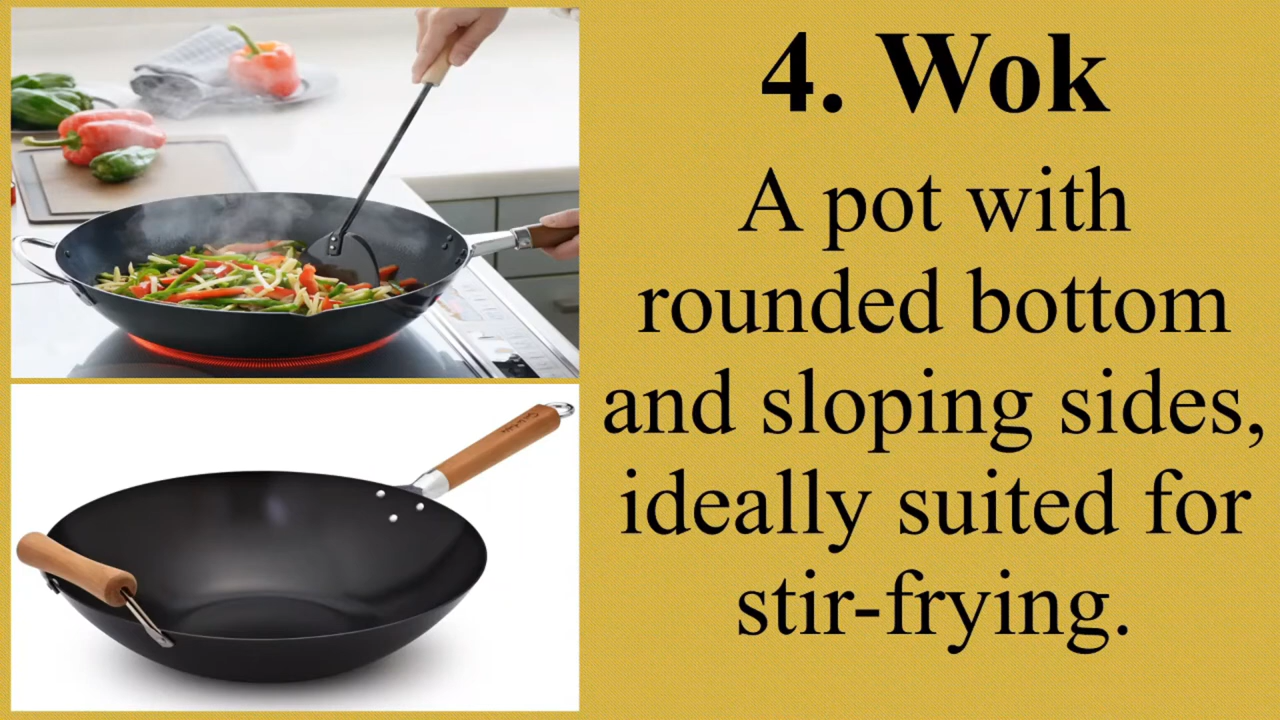 4. Wok
A pot with
rounded bottom
and sloping sides,
ideally suited for
stir-frying.